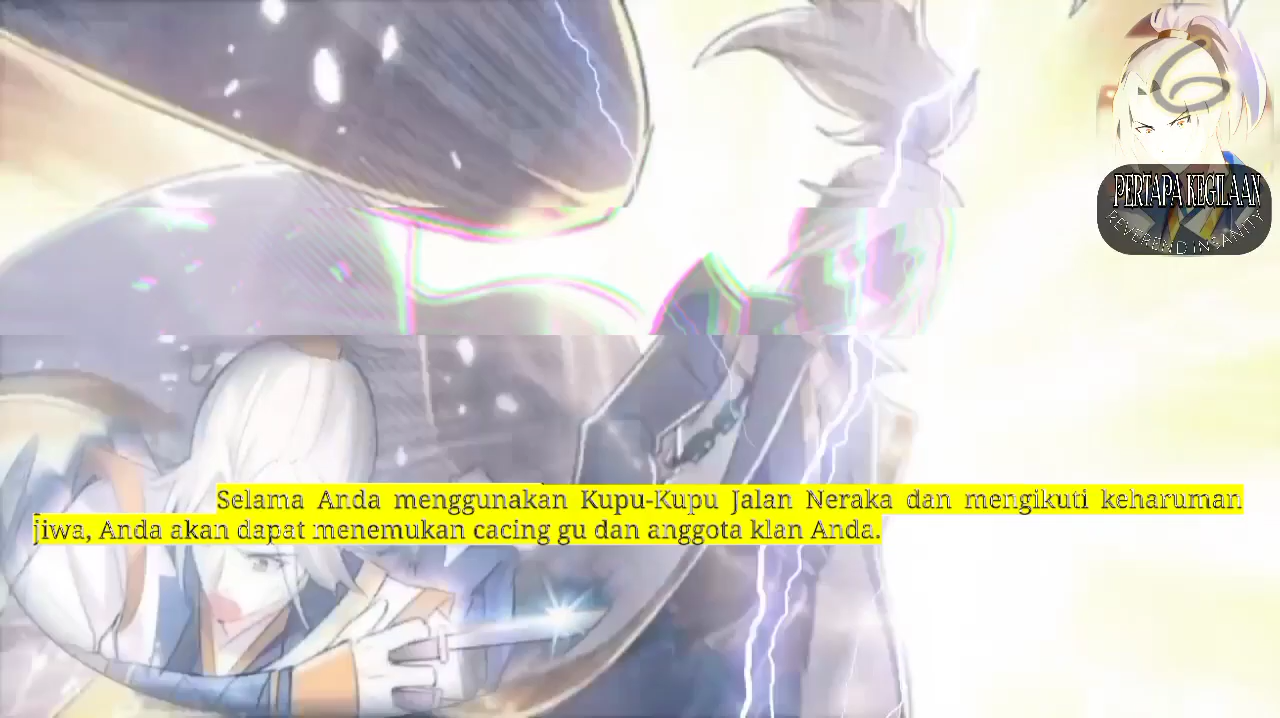 PERTAPA KEGILAAN
REVEREND INSANITY
Selama Anda menggunakan Kupu-Kupu Jalan Neraka dan mengikuti keharuman
jiwa, Anda akan dapat menemukan cacing gu dan anggota klan Anda.